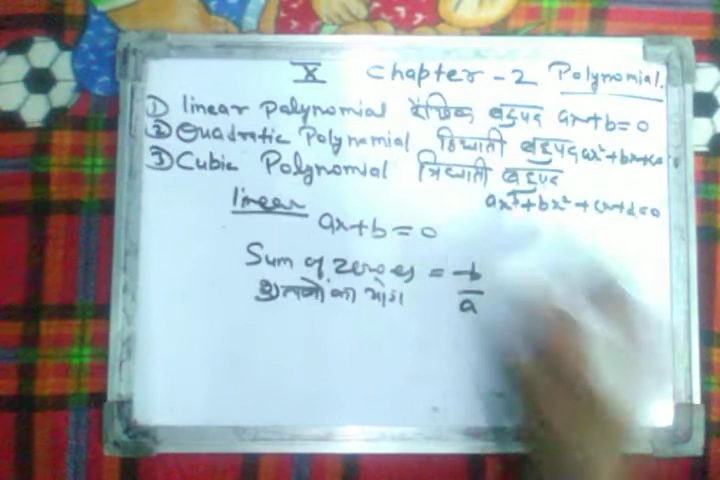 X Chapter - 2 Polynomial.
1) linear Polynomial रैखिक बहुपद ax+b=0
2) Quadratic Polynomial द्विघाती बहुपद ax²+bx+c=0
3) Cubic Polynomial त्रिघाती बहुपद
ax³+bx²+cx+d=0
linear
ax+b=0
Sum of zeroes = -b/a
शून्यकों का योग